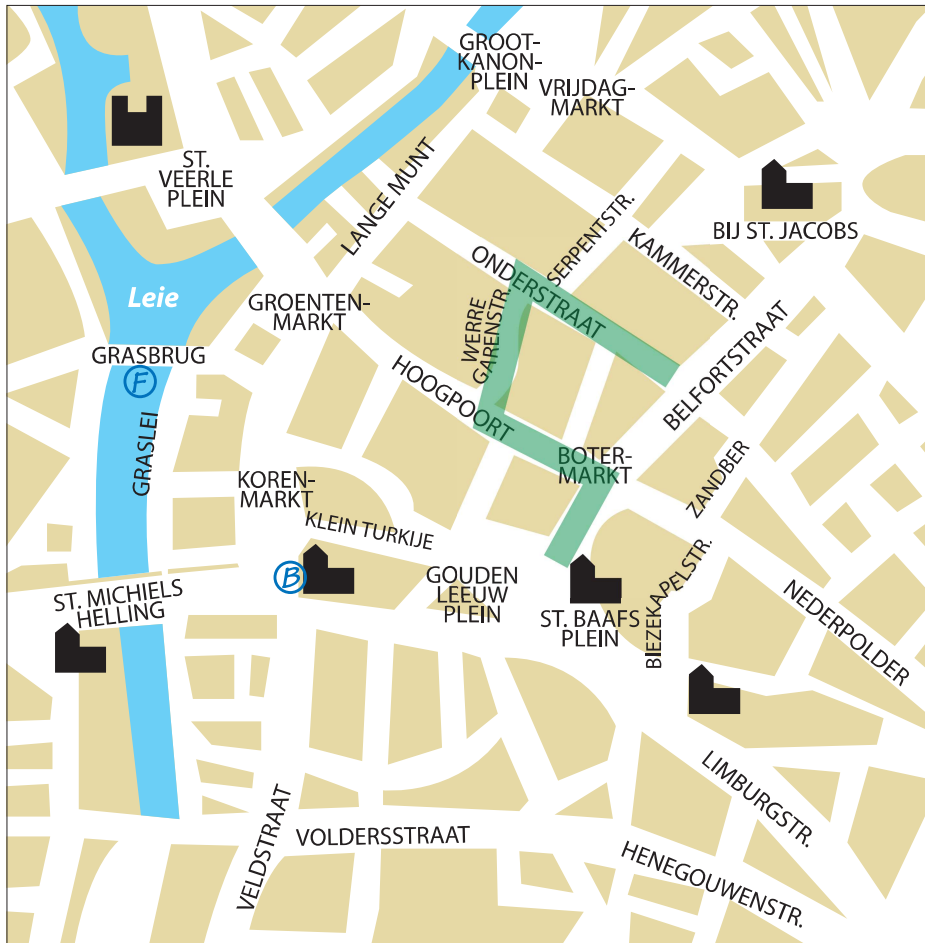 GROOT-
KANON-
PLEIN
VRIJDAG-
MARKT
ST.
VEERLE
PLEIN
LANGE MUNT
SERPENTSTR.
KAMMERSTR.
BIJ ST. JACOBS
ONDERSTRAAT
Leie
GROENTEN-
MARKT
WERRE
GARENSTR.
GRASBRUG
F
HOOGPOORT
BELFORTSTRAAT
GRASLEI
BOTER-
MARKT
ZANDBER
KOREN-
MARKT
KLEIN TURKIJE
B
GOUDEN
LEEUW
PLEIN
ST. MICHIELS
HELLING
ST. BAAFS
PLEIN
BIEZEKAPELSTR.
NEDERPOLDER
LIMBURGSTR.
VELDSTRAAT
VOLDERSSTRAAT
HENEGOUWENSTR.